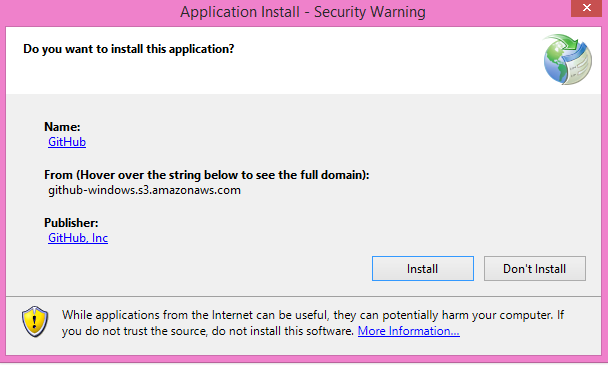 Application Install - Security Warning
Do you want to install this application?
Name:
GitHub
From (Hover over the string below to see the full domain):
github-windows.s3.amazonaws.com
Publisher:
GitHub, Inc
Install Don't Install
While applications from the Internet can be useful, they can potentially harm your computer. If
you do not trust the source, do not install this software. More Information...